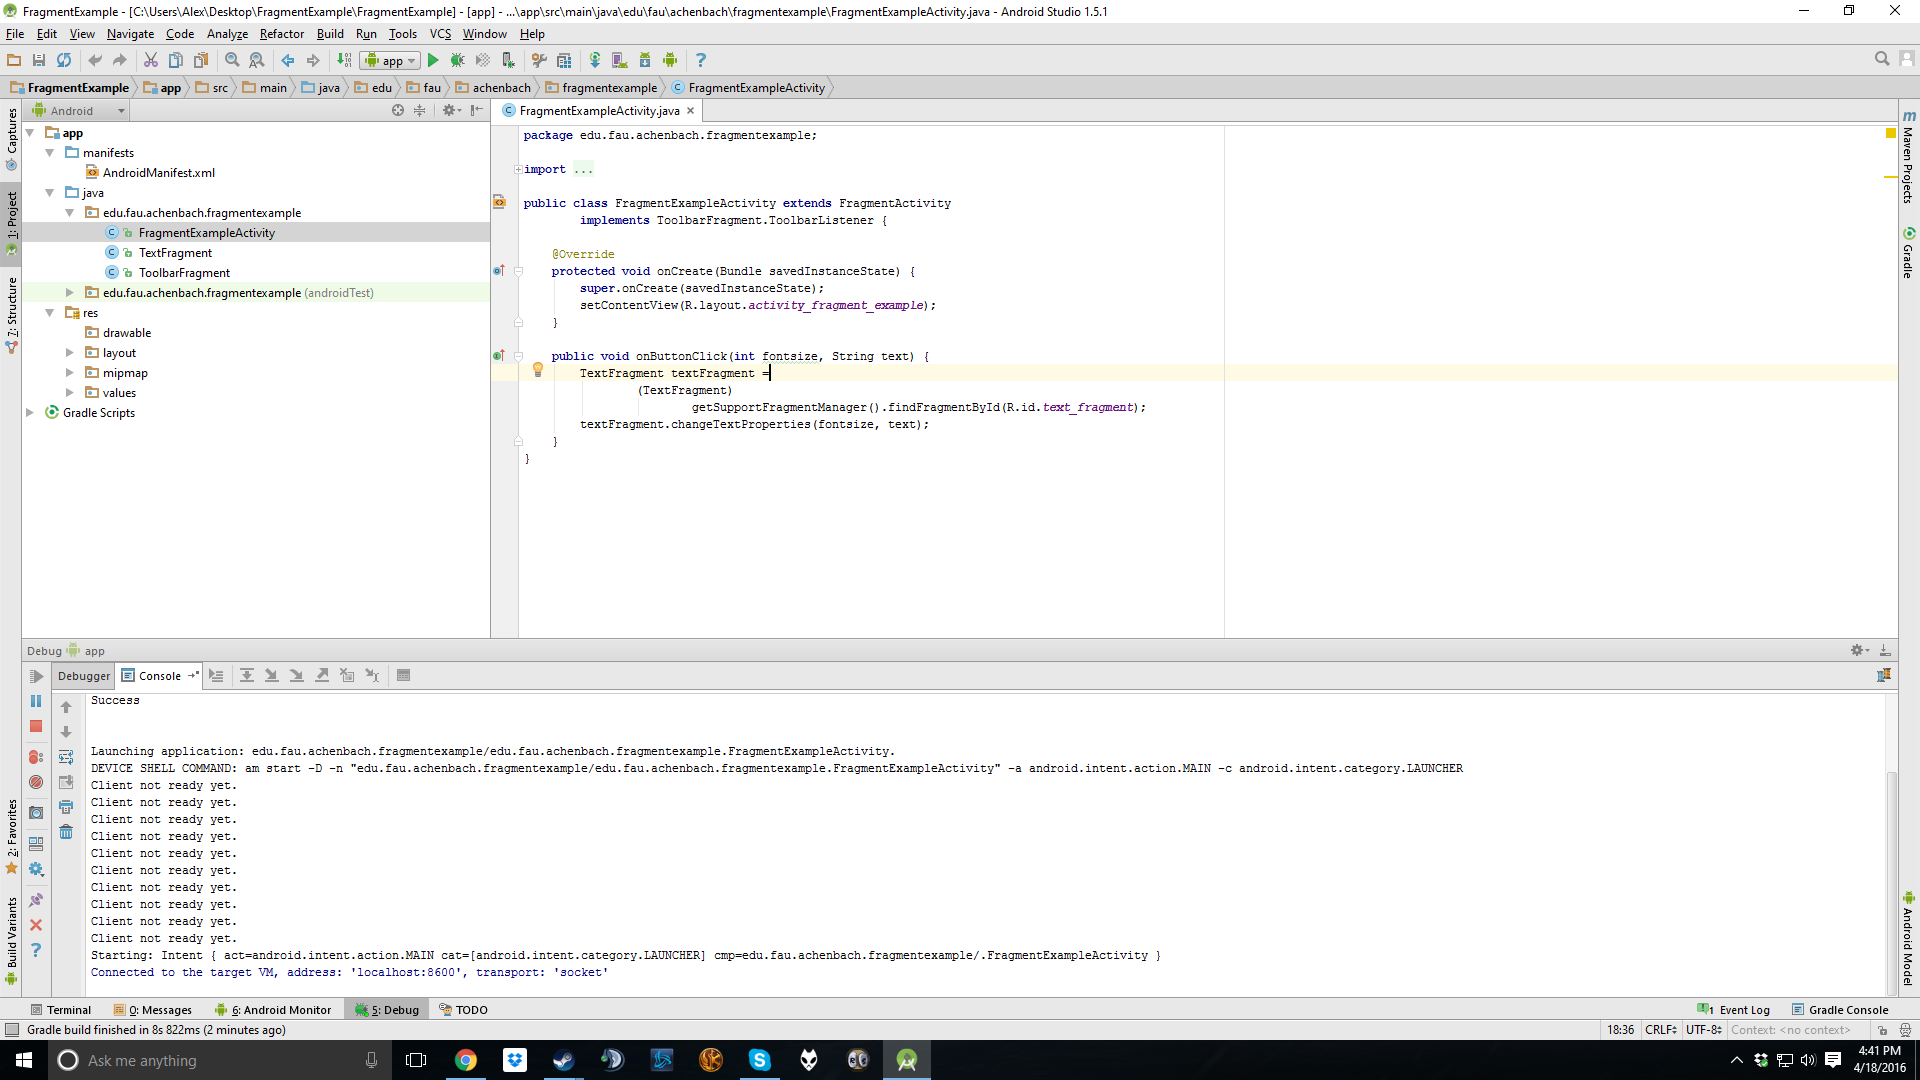 FragmentExample - [C:\Users\Alex\Desktop\FragmentExample\FragmentExample] - [app] - ...\app\src\main\java\edu\fau\achenbach\fragmentexample\FragmentExampleActivity.java - Android Studio 1.5.1
File Edit View Navigate Code Analyze Refactor Build Run Tools VCS Window Help
app
FragmentExample app src main java edu fau achenbach fragmentexample FragmentExampleActivity
Captures
1: Project
7: Structure
2: Favorites
Build Variants
Android
app
manifests
AndroidManifest.xml
java
edu.fau.achenbach.fragmentexample
FragmentExampleActivity
TextFragment
ToolbarFragment
edu.fau.achenbach.fragmentexample (androidTest)
res
drawable
layout
mipmap
values
Gradle Scripts
FragmentExampleActivity.java
package edu.fau.achenbach.fragmentexample;
import ...
public class FragmentExampleActivity extends FragmentActivity
implements ToolbarFragment.ToolbarListener {
@Override
protected void onCreate(Bundle savedInstanceState) {
super.onCreate(savedInstanceState);
setContentView(R.layout.activity_fragment_example);
}
public void onButtonClick(int fontsize, String text) {
TextFragment textFragment =
(TextFragment)
getSupportFragmentManager().findFragmentById(R.id.text_fragment);
textFragment.changeTextProperties(fontsize, text);
}
}
Maven Projects
Gradle
Android Model
Debug app
Debugger Console
Success
Launching application: edu.fau.achenbach.fragmentexample/edu.fau.achenbach.fragmentexample.FragmentExampleActivity.
DEVICE SHELL COMMAND: am start -D -n "edu.fau.achenbach.fragmentexample/edu.fau.achenbach.fragmentexample.FragmentExampleActivity" -a android.intent.action.MAIN -c android.intent.category.LAUNCHER
Client not ready yet.
Client not ready yet.
Client not ready yet.
Client not ready yet.
Client not ready yet.
Client not ready yet.
Client not ready yet.
Client not ready yet.
Client not ready yet.
Client not ready yet.
Starting: Intent { act=android.intent.action.MAIN cat=[android.intent.category.LAUNCHER] cmp=edu.fau.achenbach.fragmentexample/.FragmentExampleActivity }
Connected to the target VM, address: 'localhost:8600', transport: 'socket'
Terminal 0: Messages 6: Android Monitor 5: Debug TODO 1 Event Log Gradle Console
Gradle build finished in 8s 822ms (2 minutes ago) 18:36 CRLF UTF-8 Context: <no context>
Ask me anything
4:41 PM
4/18/2016